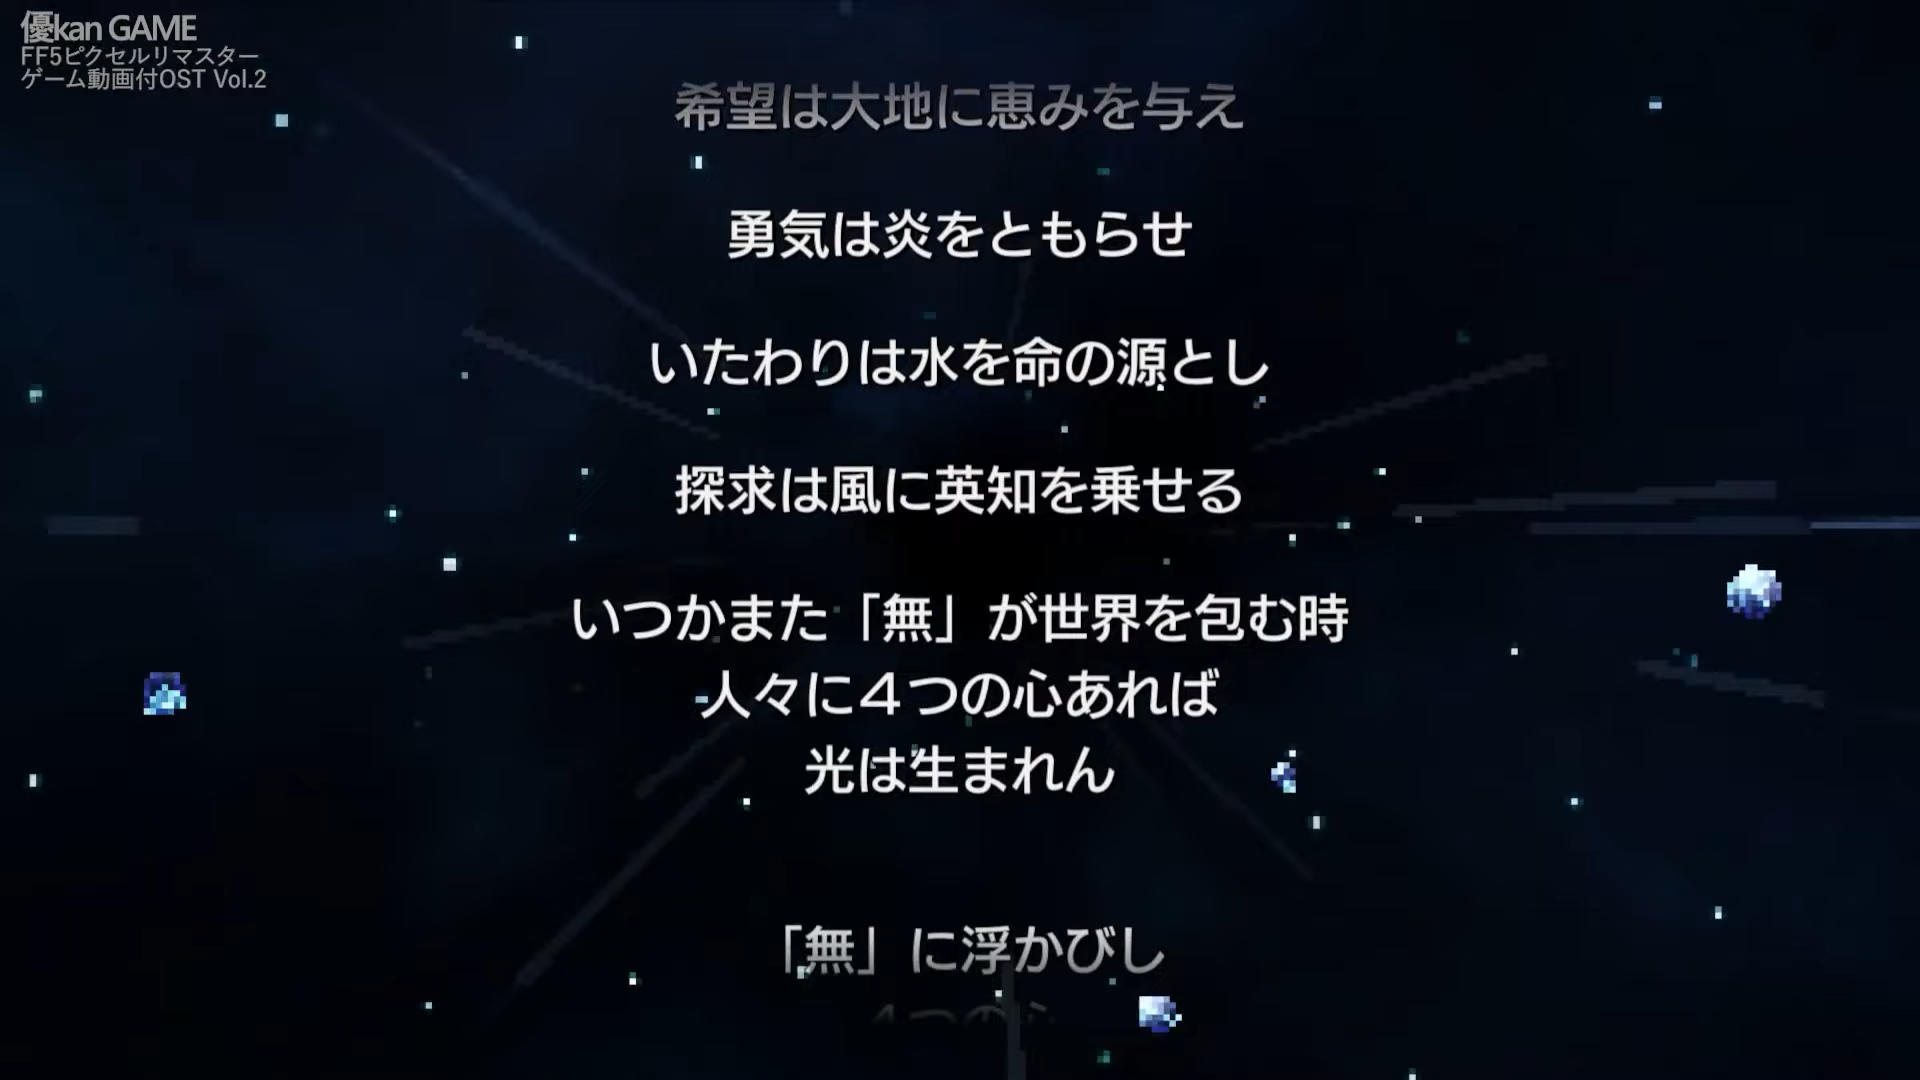 優kan GAME
FF5ピクセルリマスター
ゲーム動画付OST Vol.2
希望は大地に恵みを与え
勇気は炎をともらせ
いたわりは水を命の源とし
探求は風に英知を乗せる
いつかまた「無」が世界を包む時
人々に４つの心あれば
光は生まれん
「無」に浮かびし
４つの心